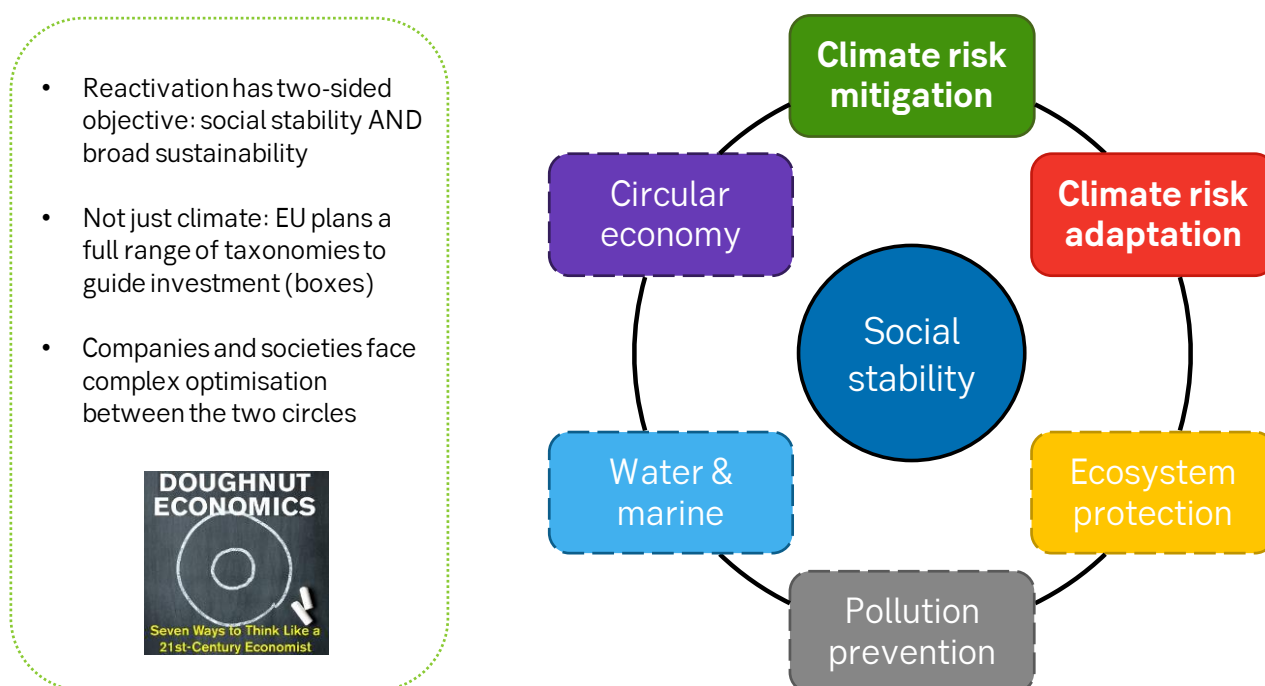 • Reactivation has two-sided
objective: social stability AND
broad sustainability
• Not just climate: EU plans a
full range of taxonomies to
guide investment (boxes)
• Companies and societies face
complex optimisation
between the two circles
DOUGHNUT
ECONOMICS
Seven Ways to Think Like a
21st-Century Economist
Climate risk
mitigation
Climate risk
adaptation
Circular
economy
Social
stability
Water &
marine
Ecosystem
protection
Pollution
prevention